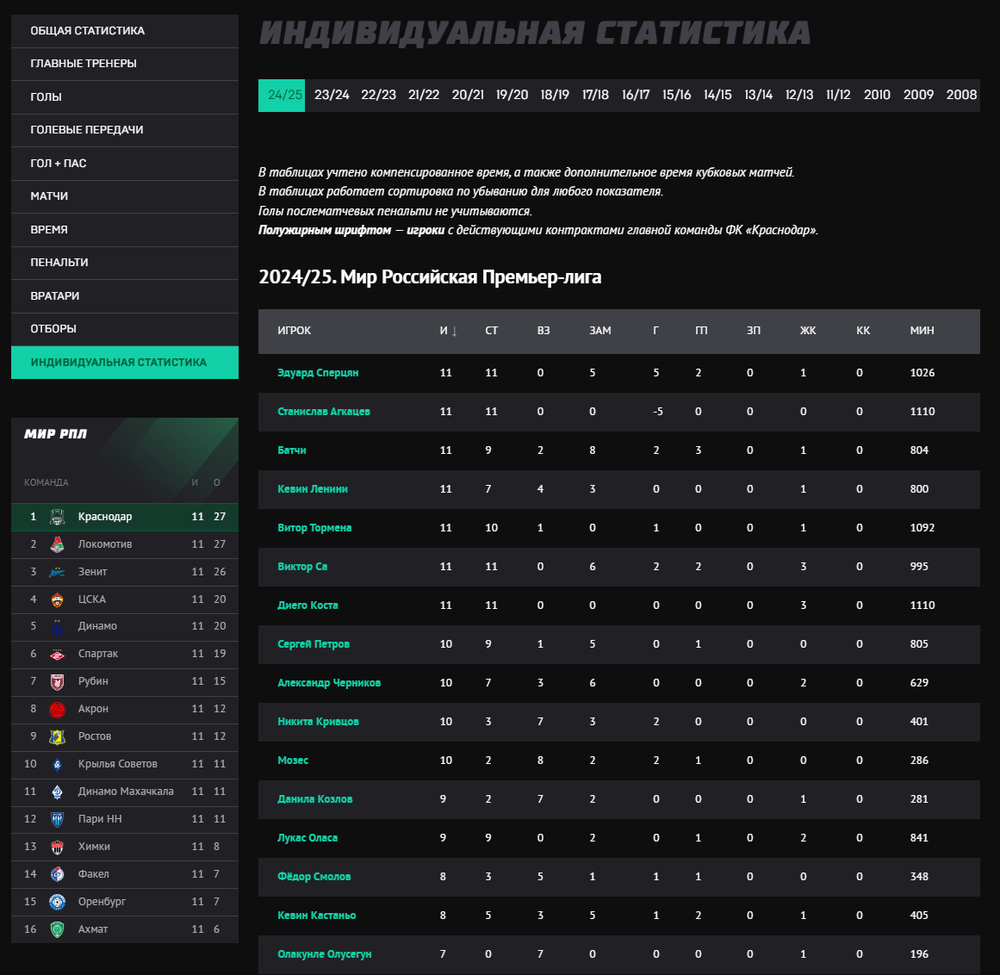 ОБЩАЯ СТАТИСТИКА
ГЛАВНЫЕ ТРЕНЕРЫ
ГОЛЫ
ГОЛЕВЫЕ ПЕРЕДАЧИ
ГОЛ + ПАС
МАТЧИ
ВРЕМЯ
ПЕНАЛЬТИ
ВРАТАРИ
ОТБОРЫ
ИНДИВИДУАЛЬНАЯ СТАТИСТИКА
МИР РПЛ
КОМАНДА И О
1 Краснодар 11 27
2 Локомотив 11 27
3 Зенит 11 26
4 ЦСКА 11 20
5 Динамо 11 20
6 Спартак 11 19
7 Рубин 11 15
8 Акрон 11 12
9 Ростов 11 12
10 Крылья Советов 11 11
11 Динамо Махачкала 11 11
12 Пари НН 11 11
13 Химки 11 8
14 Факел 11 7
15 Оренбург 11 7
16 Ахмат 11 6
ИНДИВИДУАЛЬНАЯ СТАТИСТИКА
24/25 23/24 22/23 21/22 20/21 19/20 18/19 17/18 16/17 15/16 14/15 13/14 12/13 11/12 2010 2009 2008
В таблицах учтено компенсированное время, а также дополнительное время кубковых матчей.
В таблицах работает сортировка по убыванию для любого показателя.
Голы послематчевых пенальти не учитываются.
Полужирным шрифтом — игроки с действующими контрактами главной команды ФК «Краснодар».
2024/25. Мир Российская Премьер-лига
ИГРОК И ↓ СТ ВЗ ЗАМ Г ГП ЗП ЖК КК МИН
Эдуард Сперцян 11 11 0 5 5 2 0 1 0 1026
Станислав Агкацев 11 11 0 0 -5 0 0 0 0 1110
Батчи 11 9 2 8 2 3 0 1 0 804
Кевин Ленини 11 7 4 3 0 0 0 1 0 800
Витор Тормена 11 10 1 0 1 0 0 1 0 1092
Виктор Са 11 11 0 6 2 2 0 3 0 995
Диего Коста 11 11 0 0 0 0 0 3 0 1110
Сергей Петров 10 9 1 5 0 1 0 0 0 805
Александр Черников 10 7 3 6 0 0 0 2 0 629
Никита Кривцов 10 3 7 3 2 0 0 0 0 401
Мозес 10 2 8 2 2 1 0 0 0 286
Данила Козлов 9 2 7 2 0 0 0 1 0 281
Лукас Оласа 9 9 0 2 0 1 0 2 0 841
Фёдор Смолов 8 3 5 1 1 1 0 0 0 348
Кевин Кастаньо 8 5 3 5 1 2 0 1 0 405
Олакунле Олусегун 7 0 7 0 0 0 0 1 0 196